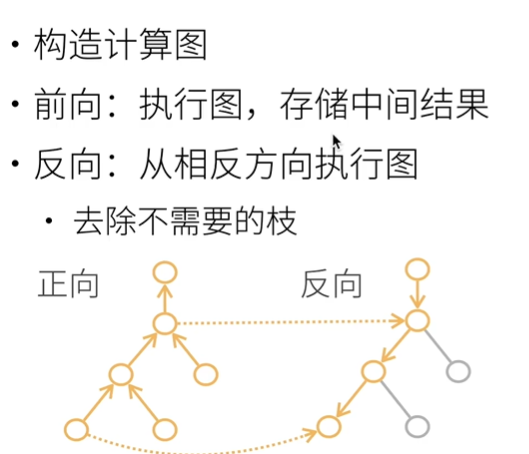 • 构造计算图
• 前向：执行图，存储中间结果
• 反向：从相反方向执行图
• 去除不需要的枝
正向 反向